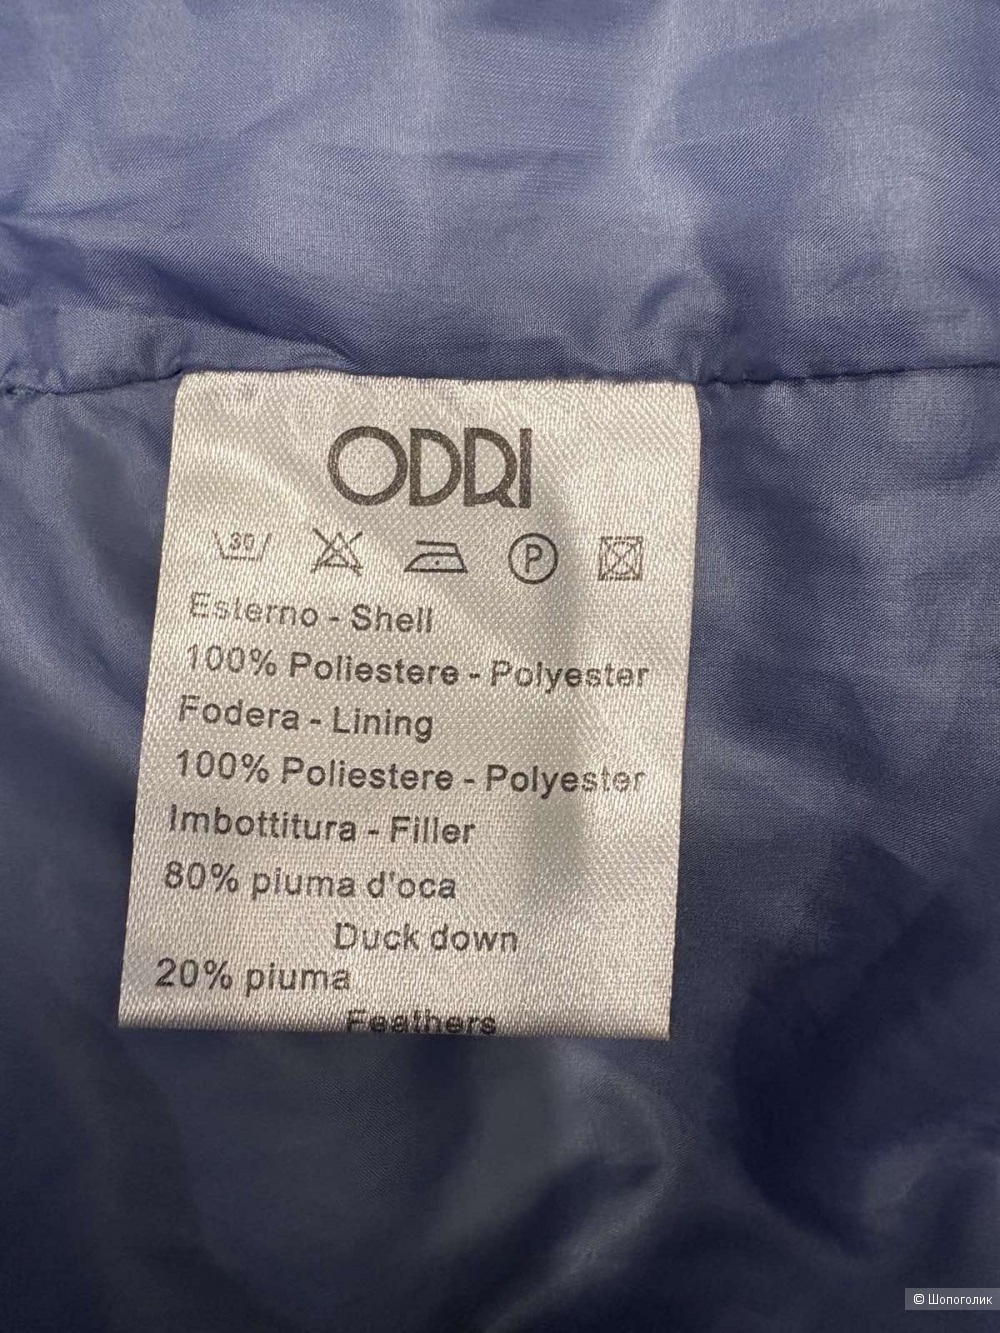 ODRI
30
P
Esterno - Shell
100% Poliestere - Polyester
Fodera - Lining
100% Poliestere - Polyester
Imbottitura - Filler
80% piuma d'oca
Duck down
20% piuma
Feathers
© Шопоголик